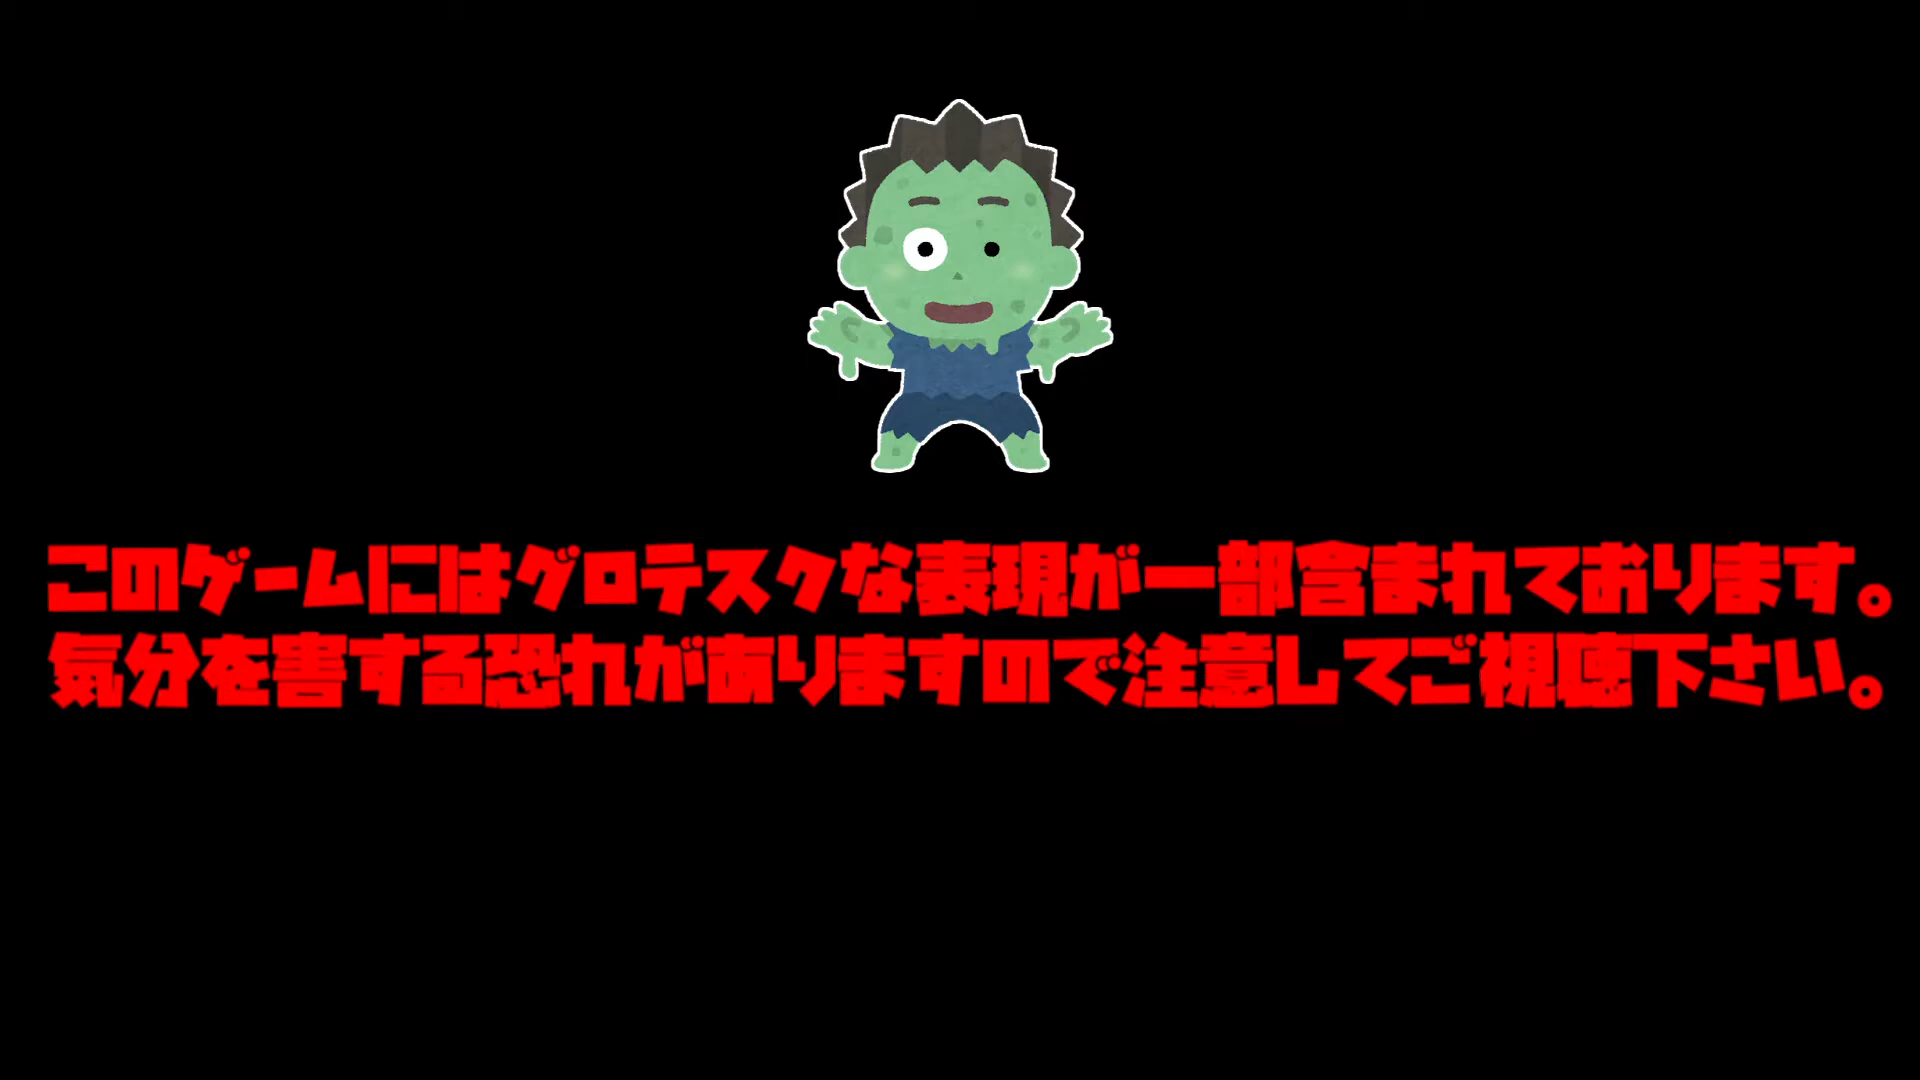 このゲームにはグロテスクな表現が一部含まれております。
気分を害する恐れがありますので注意してご視聴下さい。